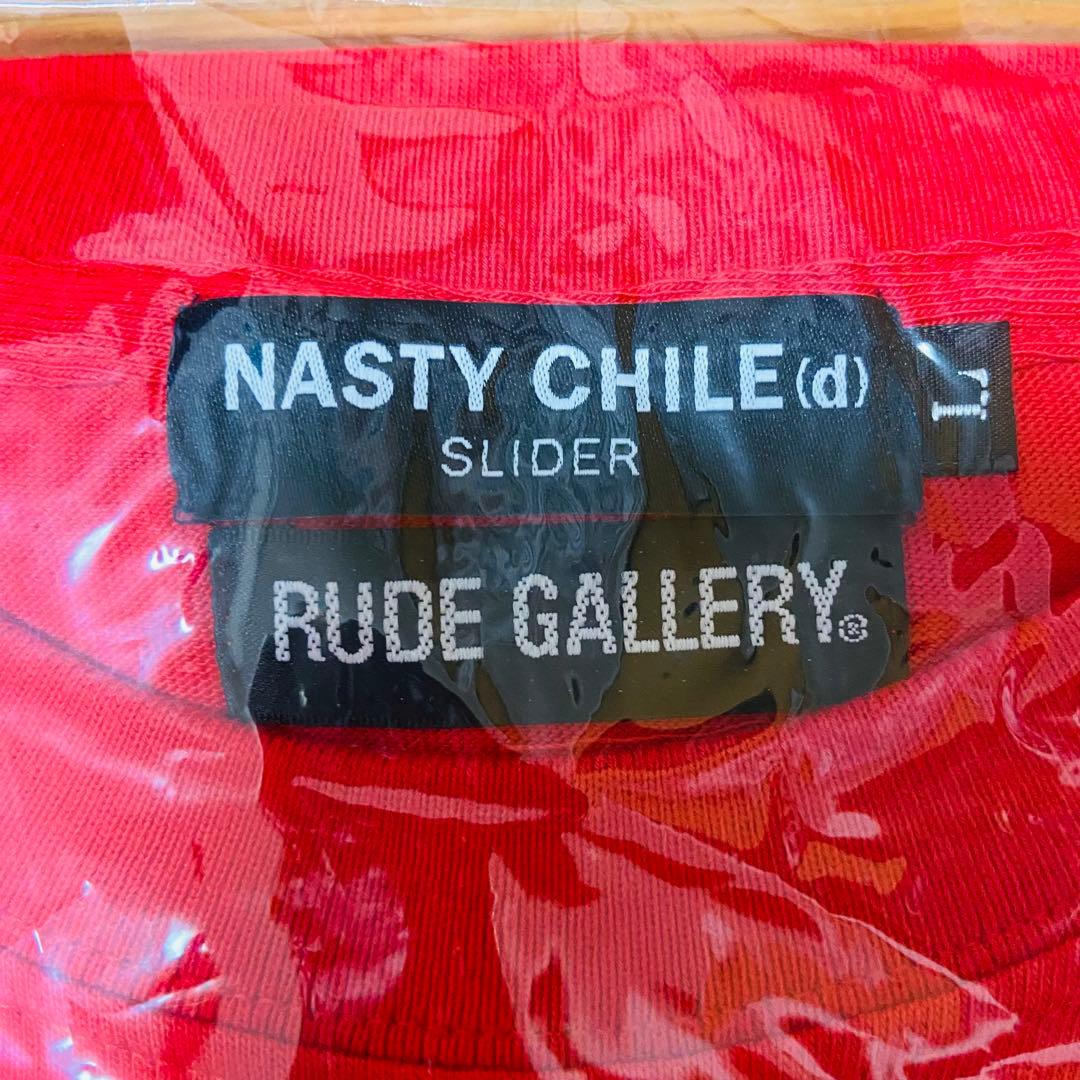 NASTY CHILE(d)
SLIDER
L
RUDE GALLERY®